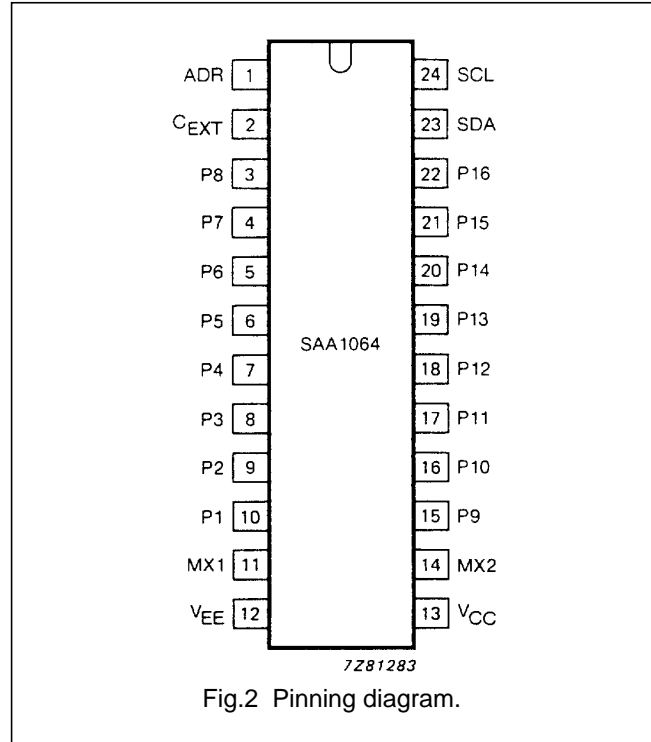 ADR 1 24 SCL
C_EXT 2 23 SDA
P8 3 22 P16
P7 4 21 P15
P6 5 20 P14
P5 6 19 P13
SAA1064
P4 7 18 P12
P3 8 17 P11
P2 9 16 P10
P1 10 15 P9
MX1 11 14 MX2
V_EE 12 13 V_CC
7Z81283
Fig.2 Pinning diagram.